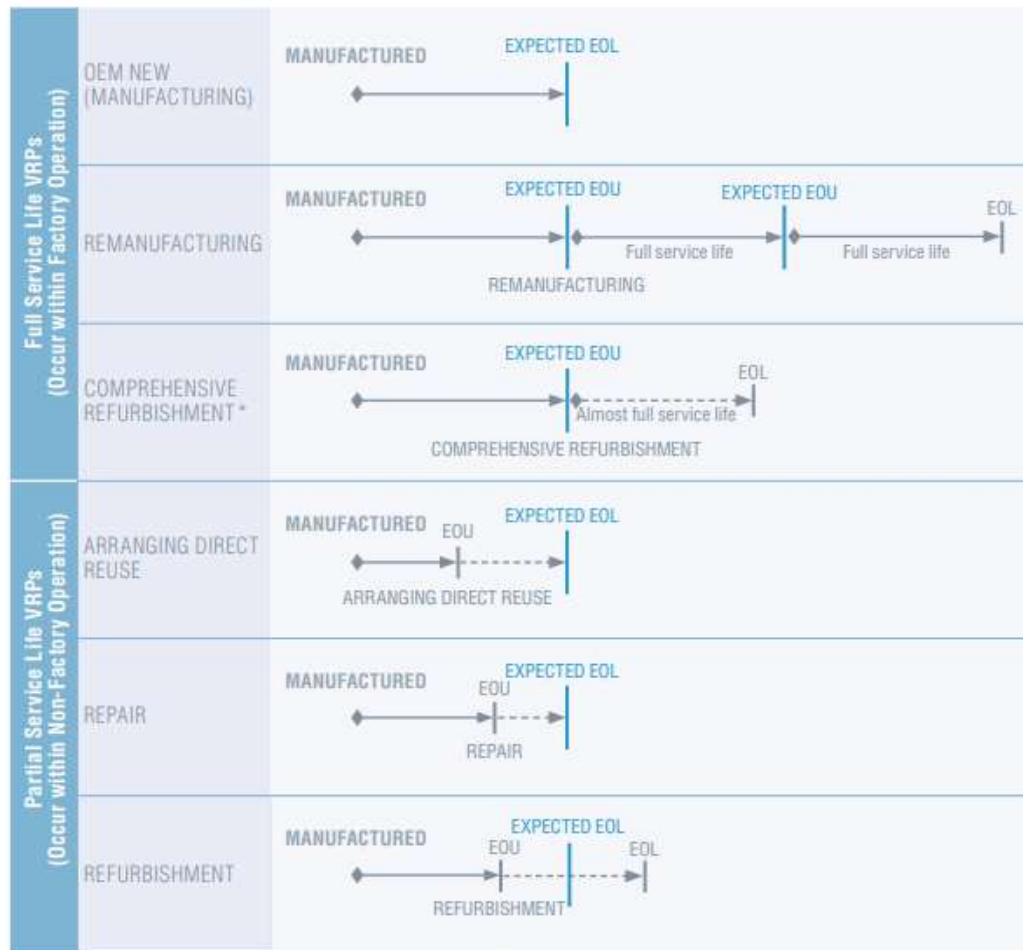 Full Service Life VRPs
(Occur within Factory Operation)
OEM NEW
(MANUFACTURING)
MANUFACTURED
EXPECTED EOL
REMANUFACTURING
MANUFACTURED
EXPECTED EOU
EXPECTED EOU
EOL
Full service life
Full service life
REMANUFACTURING
COMPREHENSIVE
REFURBISHMENT *
MANUFACTURED
EXPECTED EOU
EOL
Almost full service life
COMPREHENSIVE REFURBISHMENT
Partial Service Life VRPs
(Occur within Non-Factory Operation)
ARRANGING DIRECT
REUSE
MANUFACTURED
EOU
EXPECTED EOL
ARRANGING DIRECT REUSE
REPAIR
MANUFACTURED
EOU
EXPECTED EOL
REPAIR
REFURBISHMENT
MANUFACTURED
EOU
EXPECTED EOL
EOL
REFURBISHMENT